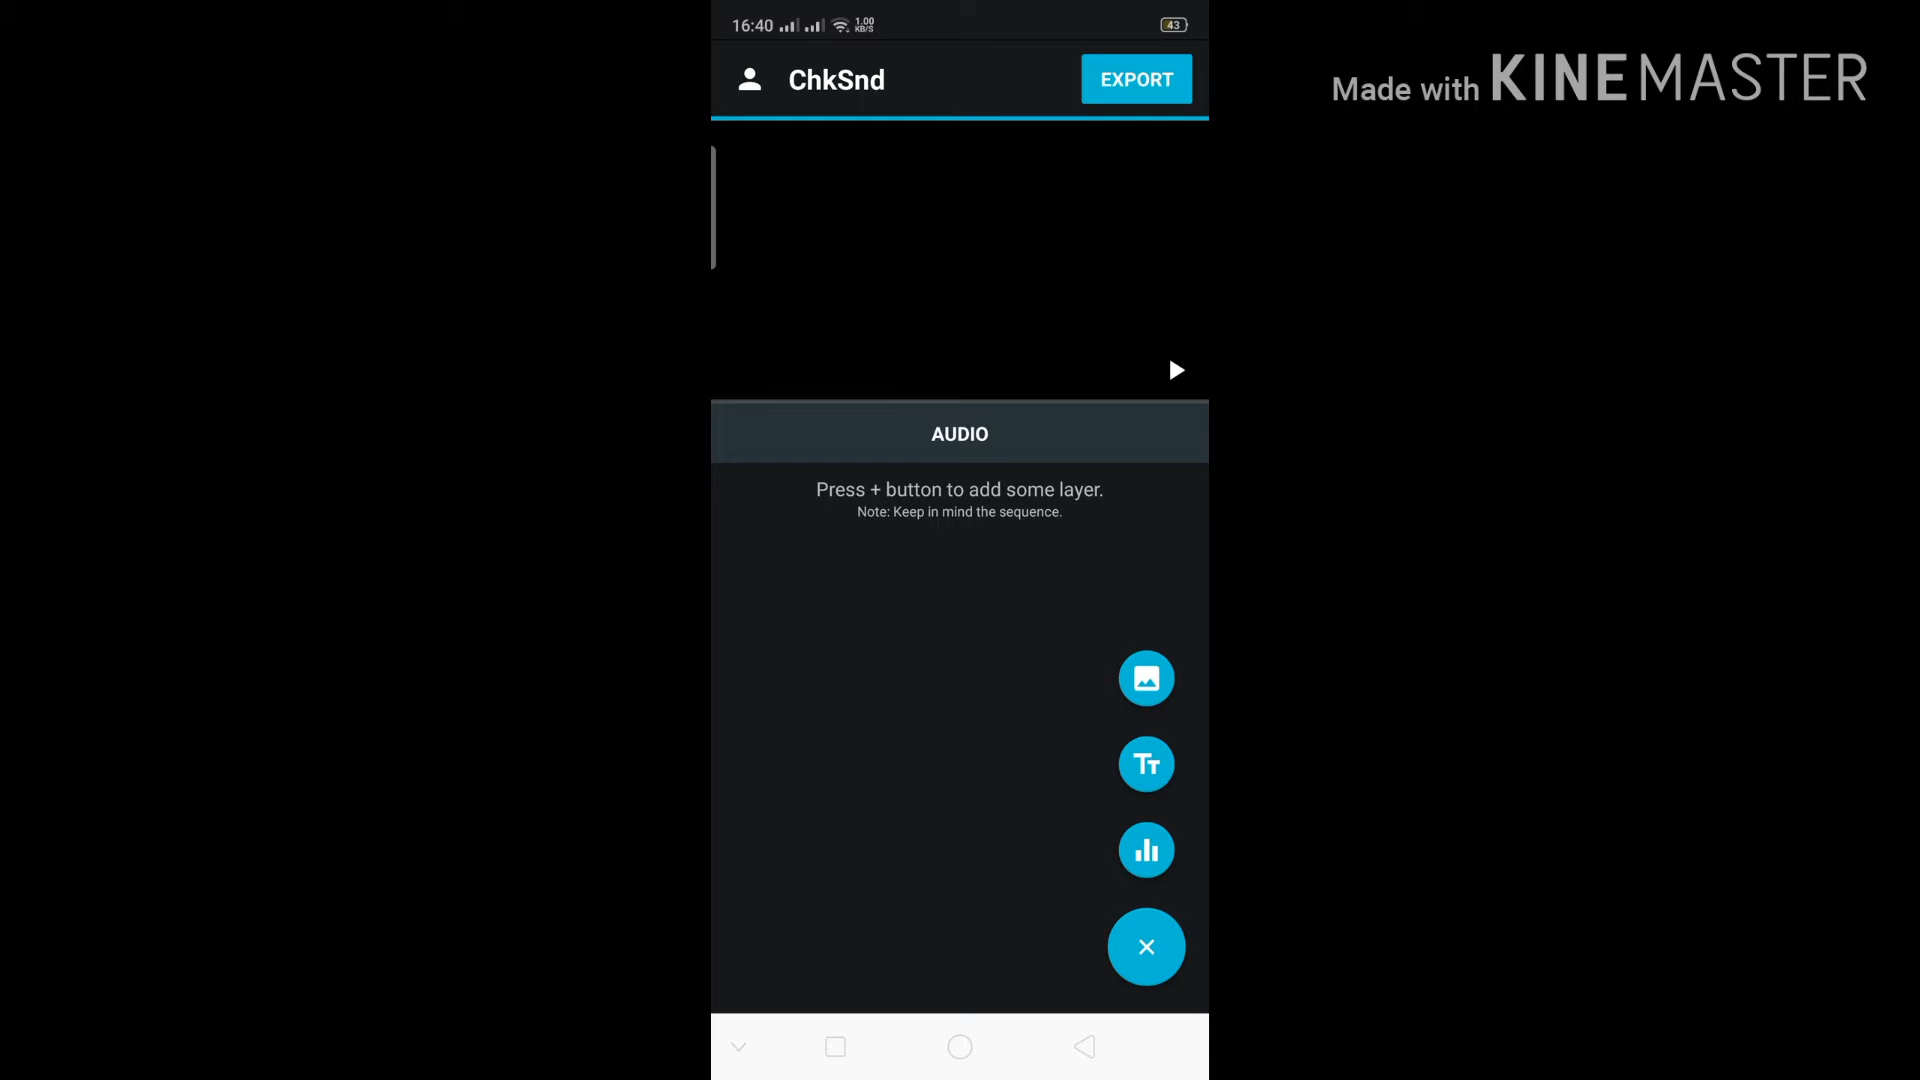 16:40 1.00 KB/S 43
ChkSnd EXPORT
Made with KINEMASTER
AUDIO
Press + button to add some layer.
Note: Keep in mind the sequence.
Tt